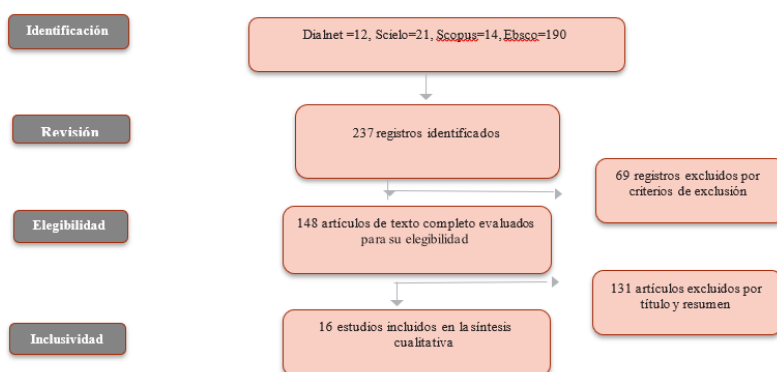 Identificación
Dialnet =12, Scielo=21, Scopus=14, Ebsco=190
Revisión
237 registros identificados
69 registros excluidos por
criterios de exclusión
Elegibilidad
148 artículos de texto completo evaluados
para su elegibilidad
131 artículos excluidos por
título y resumen
Inclusividad
16 estudios incluidos en la síntesis
cualitativa